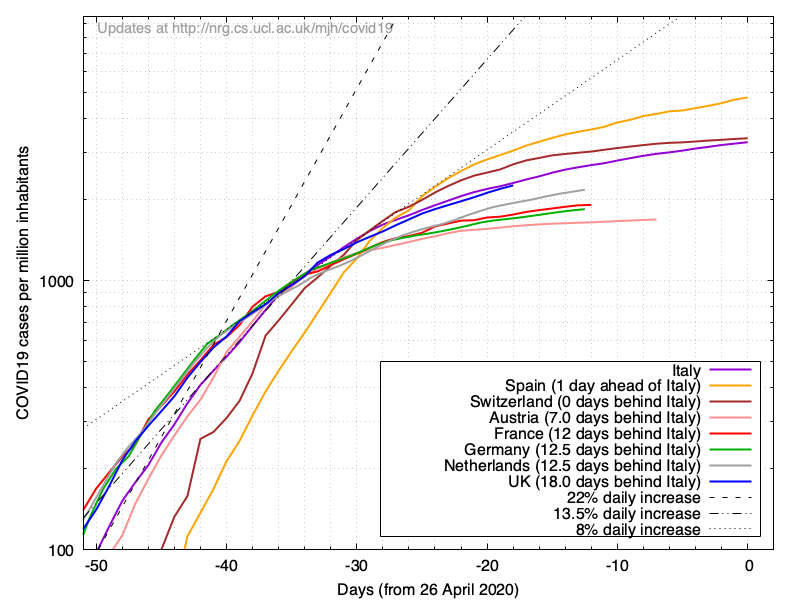 Updates at http://nrg.cs.ucl.ac.uk/mjh/covid19
COVID19 cases per million inhabitants
1000
100
Italy
Spain (1 day ahead of Italy)
Switzerland (0 days behind Italy)
Austria (7.0 days behind Italy)
France (12 days behind Italy)
Germany (12.5 days behind Italy)
Netherlands (12.5 days behind Italy)
UK (18.0 days behind Italy)
22% daily increase
13.5% daily increase
8% daily increase
-50 -40 -30 -20 -10 0
Days (from 26 April 2020)